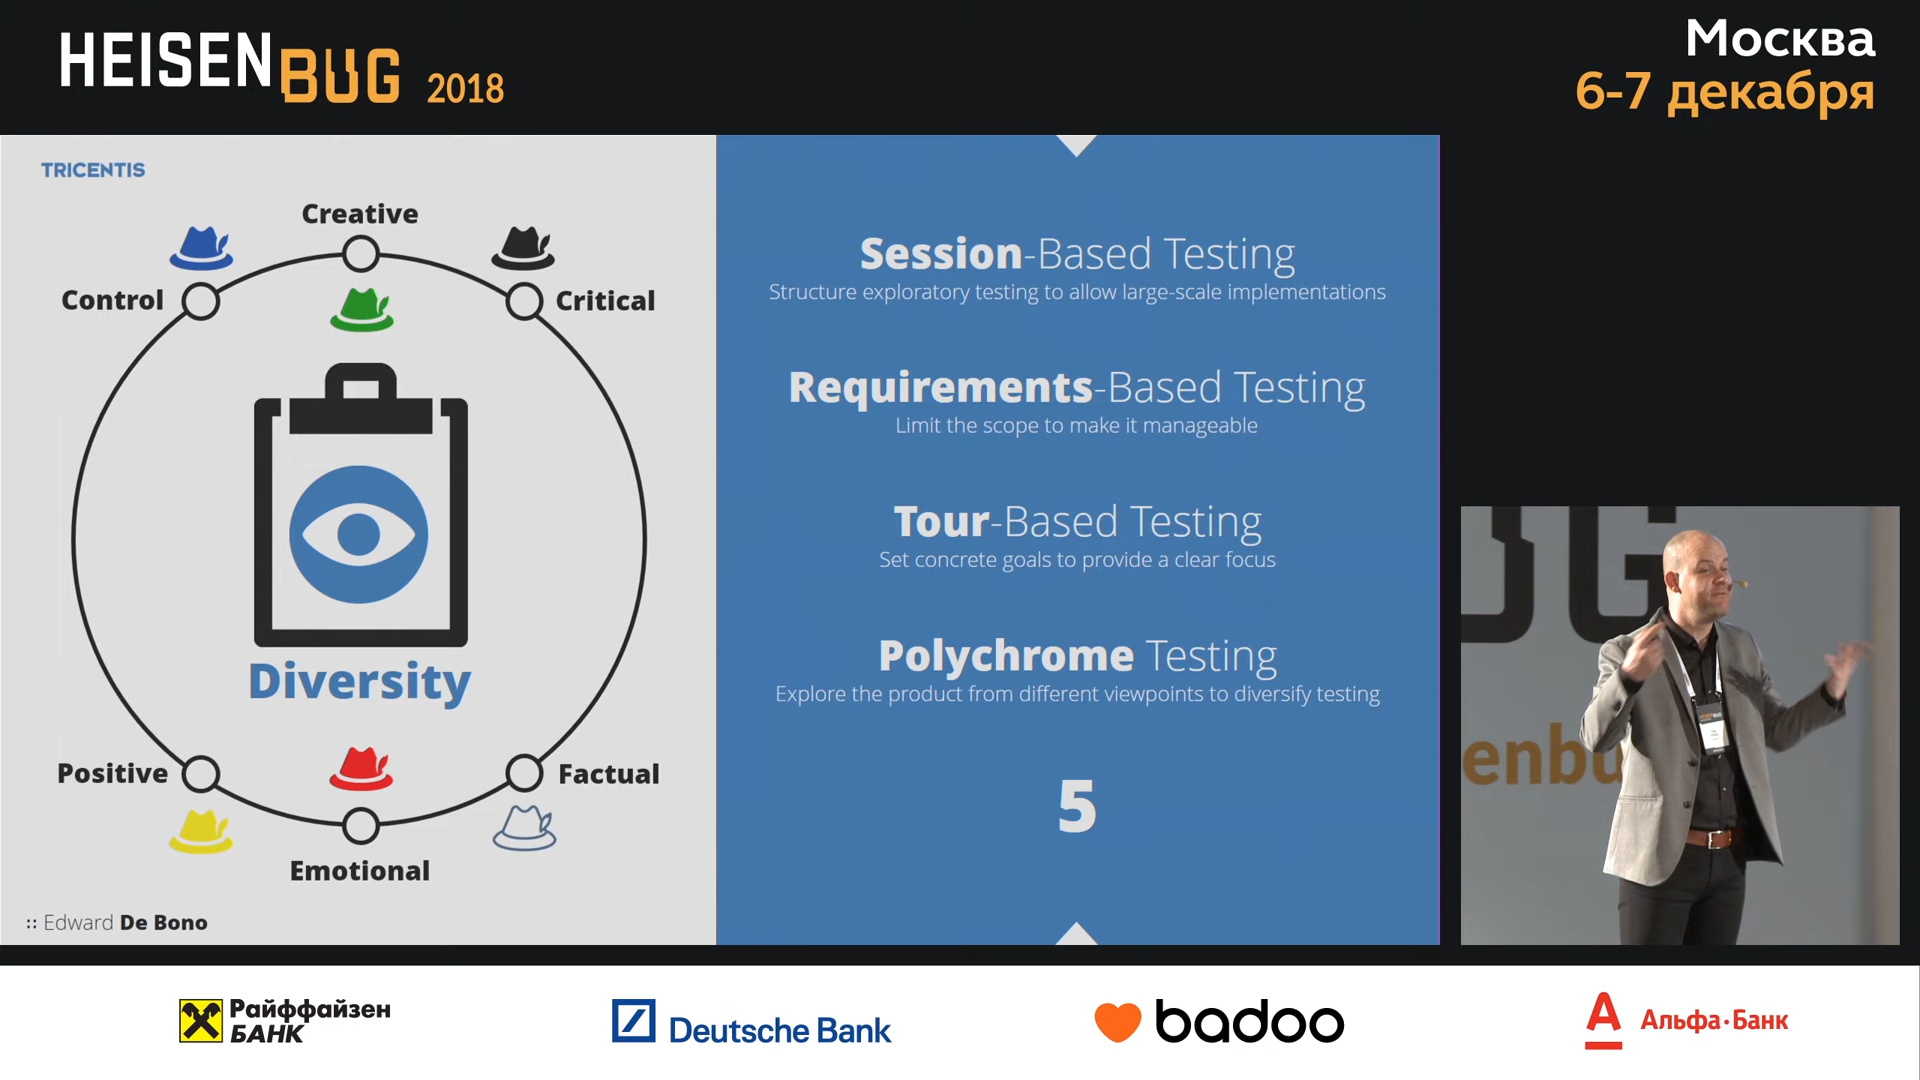 HEISENBUG 2018
Москва
6-7 декабря
TRICENTIS
Creative
Control
Critical
Diversity
Positive
Factual
Emotional
:: Edward De Bono
Session-Based Testing
Structure exploratory testing to allow large-scale implementations
Requirements-Based Testing
Limit the scope to make it manageable
Tour-Based Testing
Set concrete goals to provide a clear focus
Polychrome Testing
Explore the product from different viewpoints to diversify testing
5
UG
enbu
Райффайзен
БАНК
Deutsche Bank
badoo
Альфа·Банк